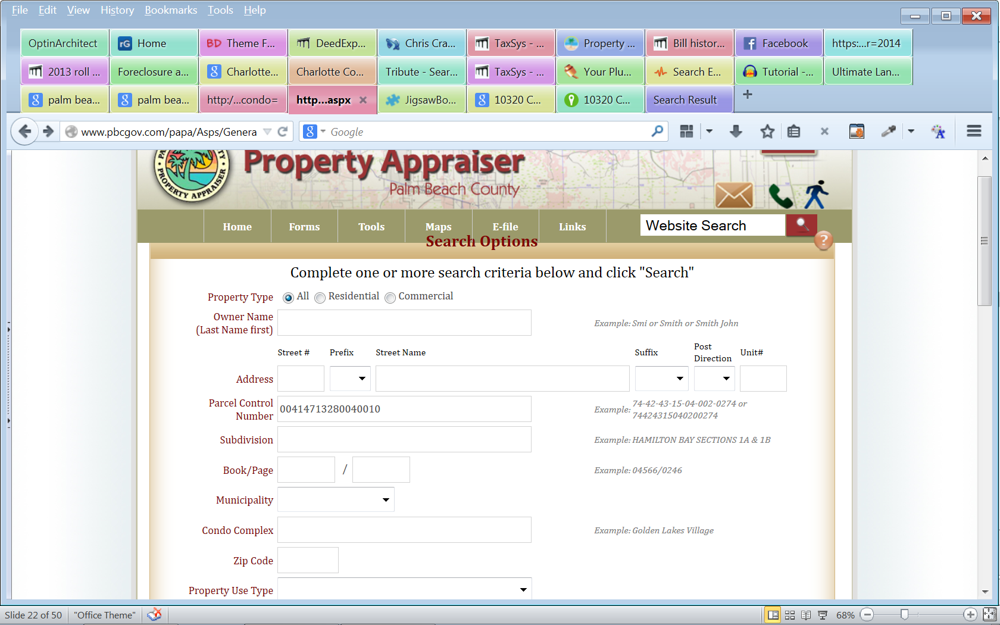 File Edit View History Bookmarks Tools Help
OptinArchitect rG Home BD Theme F... DeedExp... Chris Cra... TaxSys - ... Property ... Bill histor... Facebook https:...r=2014
2013 roll ... Foreclosure a... Charlotte... Charlotte Co... Tribute - Sear... TaxSys - ... Your Plu... Search E... Tutorial -... Ultimate Lan...
palm bea... palm bea... http:/...condo= http...aspx JigsawBo... 10320 C... 10320 C... Search Result
www.pbcgov.com/papa/Asps/Genera Google
Property Appraiser
Palm Beach County
PROPERTY APPRAISER
Home Forms Tools Maps E-file Links Website Search
Search Options
Complete one or more search criteria below and click "Search"
Property Type All Residential Commercial
Owner Name
(Last Name first) Example: Smi or Smith or Smith John
Street # Prefix Street Name Suffix Post Direction Unit#
Address
Parcel Control Number 00414713280040010 Example: 74-42-43-15-04-002-0274 or
74424315040200274
Subdivision Example: HAMILTON BAY SECTIONS 1A & 1B
Book/Page / Example: 04566/0246
Municipality
Condo Complex Example: Golden Lakes Village
Zip Code
Property Use Type
Slide 22 of 50 "Office Theme" 68%